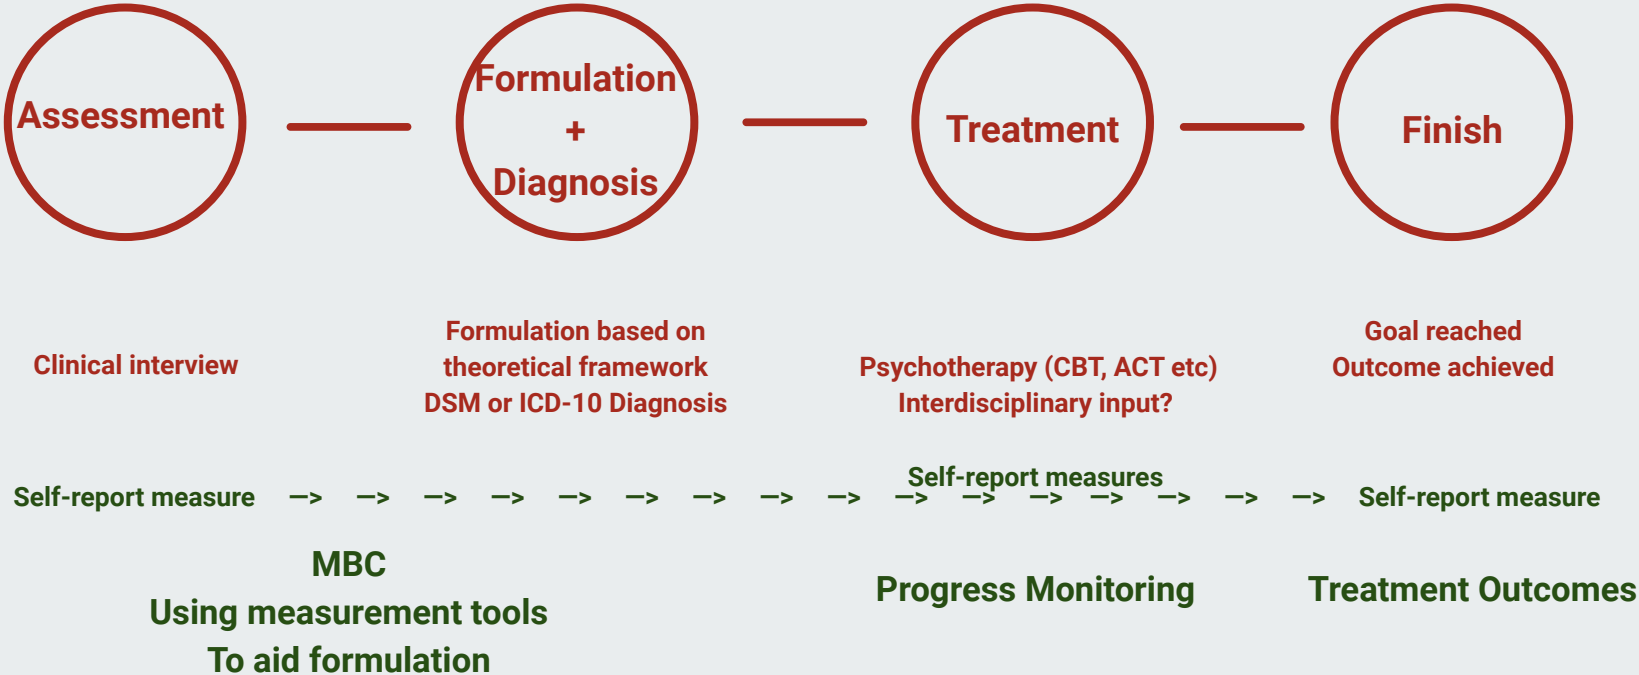 Assessment
Formulation
+
Diagnosis
Treatment
Finish
Clinical interview
Formulation based on
theoretical framework
DSM or ICD-10 Diagnosis
Psychotherapy (CBT, ACT etc)
Interdisciplinary input?
Goal reached
Outcome achieved
Self-report measure —> —> —> —> —> —> —> —> —> —> —> —> —> —> —> —> Self-report measure
Self-report measures
MBC
Using measurement tools
To aid formulation
Progress Monitoring
Treatment Outcomes